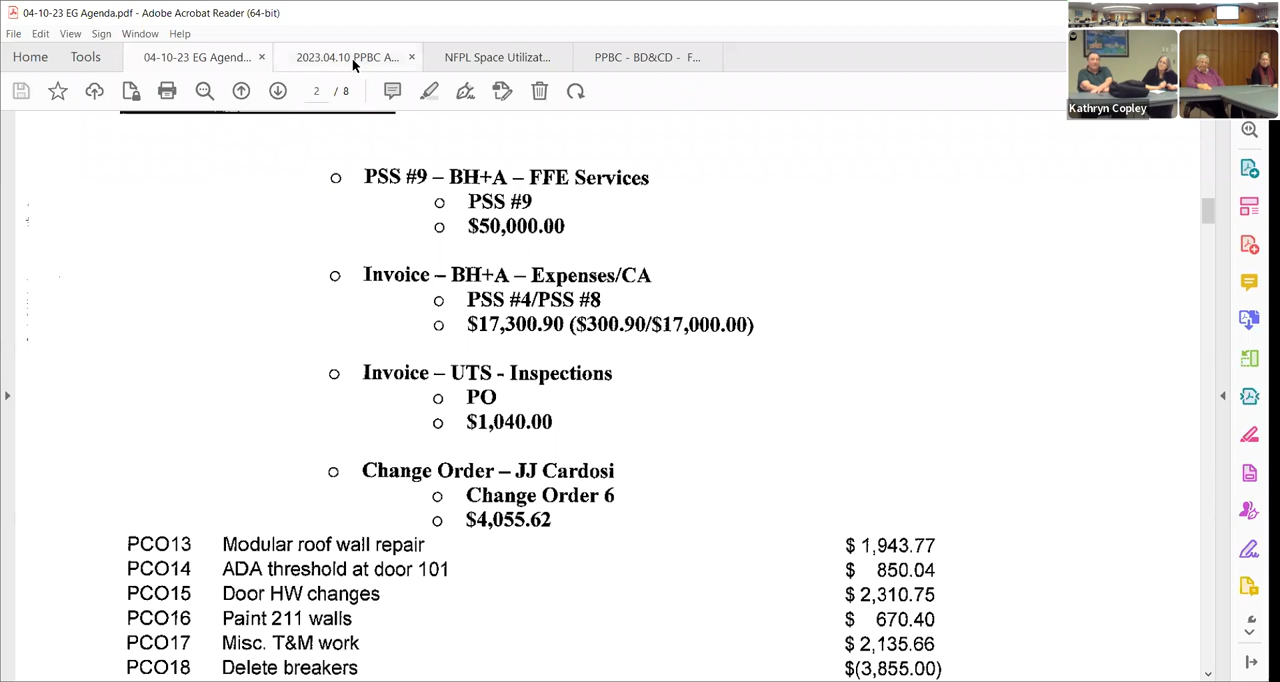 04-10-23 EG Agenda.pdf - Adobe Acrobat Reader (64-bit)
File Edit View Sign Window Help
Home Tools 04-10-23 EG Agend... × 2023.04.10 PPBC A... × NFPL Space Utilizat... PPBC - BD&CD - F...
2 / 8
Kathryn Copley
PSS #9 – BH+A – FFE Services
PSS #9
$50,000.00
Invoice – BH+A – Expenses/CA
PSS #4/PSS #8
$17,300.90 ($300.90/$17,000.00)
Invoice – UTS - Inspections
PO
$1,040.00
Change Order – JJ Cardosi
Change Order 6
$4,055.62
PCO13 Modular roof wall repair $ 1,943.77
PCO14 ADA threshold at door 101 $ 850.04
PCO15 Door HW changes $ 2,310.75
PCO16 Paint 211 walls $ 670.40
PCO17 Misc. T&M work $ 2,135.66
PCO18 Delete breakers $(3,855.00)